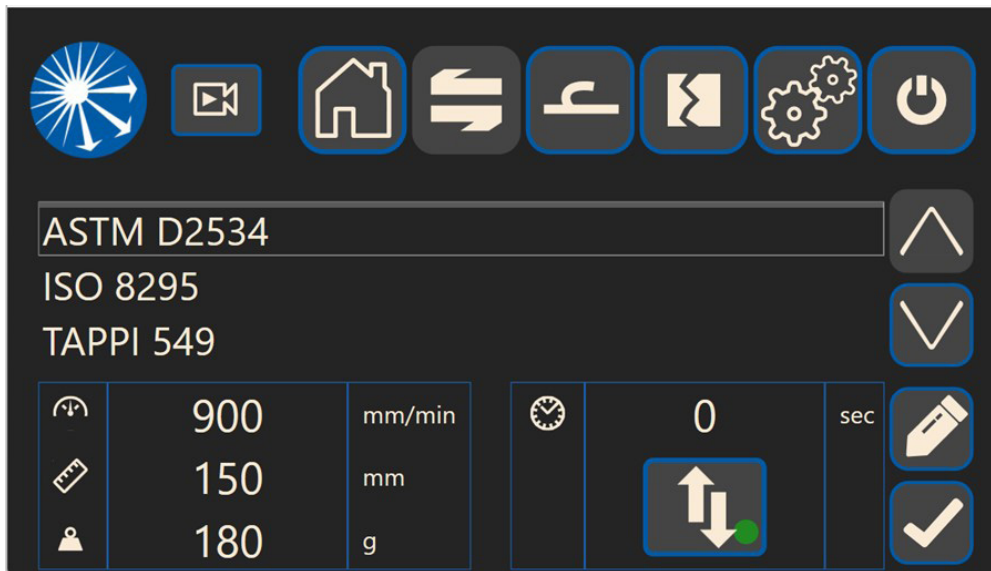 ASTM D2534
ISO 8295
TAPPI 549
900 mm/min
150 mm
180 g
0 sec